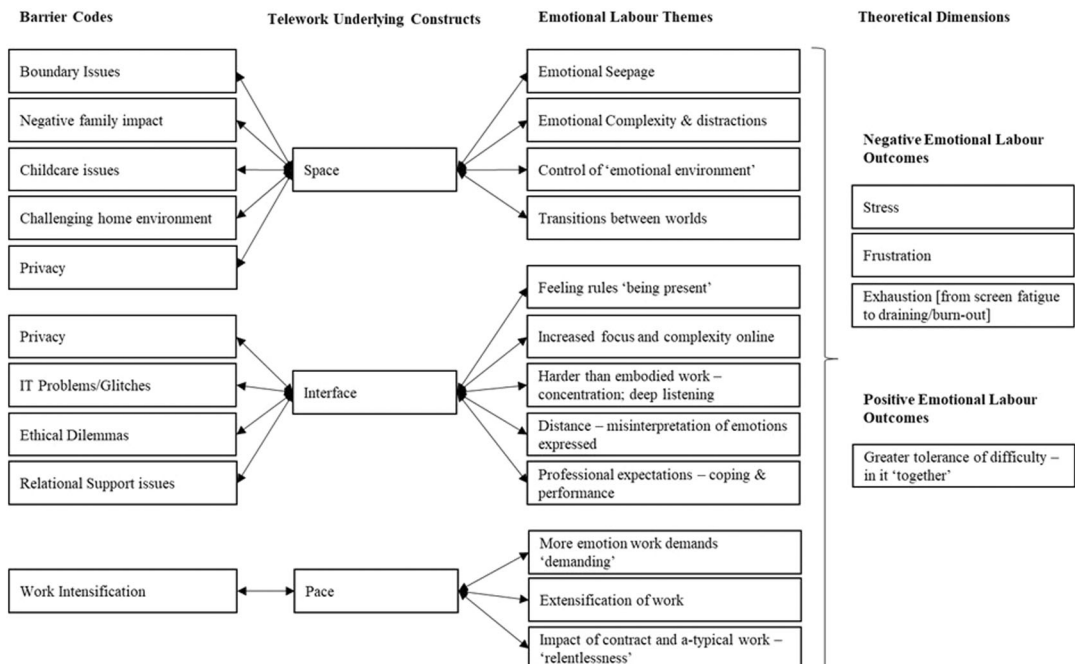 Barrier Codes
Telework Underlying Constructs
Emotional Labour Themes
Theoretical Dimensions
Boundary Issues
Negative family impact
Childcare issues
Challenging home environment
Privacy
Space
Emotional Seepage
Emotional Complexity & distractions
Control of ‘emotional environment’
Transitions between worlds
Privacy
IT Problems/Glitches
Ethical Dilemmas
Relational Support issues
Interface
Feeling rules ‘being present’
Increased focus and complexity online
Harder than embodied work –
concentration; deep listening
Distance – misinterpretation of emotions
expressed
Professional expectations – coping &
performance
Work Intensification
Pace
More emotion work demands
‘demanding’
Extensification of work
Impact of contract and a-typical work –
‘relentlessness’
Negative Emotional Labour
Outcomes
Stress
Frustration
Exhaustion [from screen fatigue
to draining/burn-out]
Positive Emotional Labour
Outcomes
Greater tolerance of difficulty –
in it ‘together’